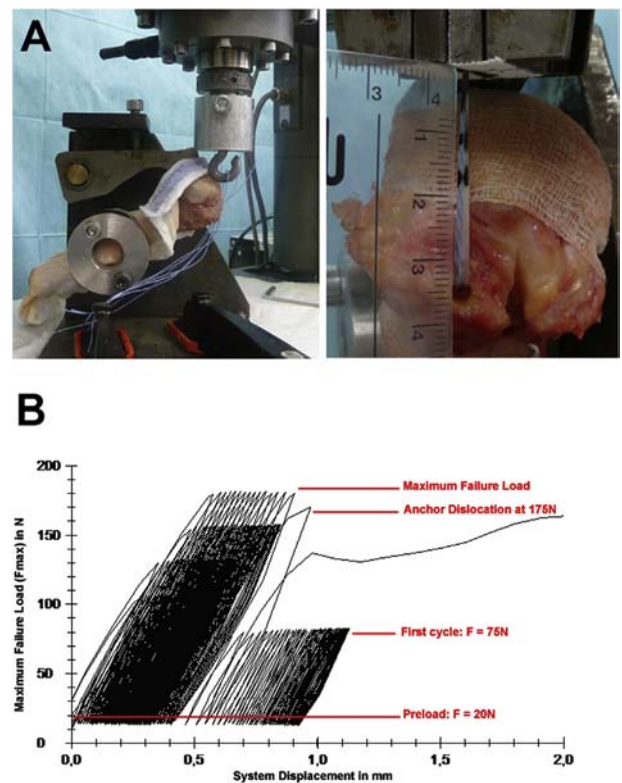 A
3 4
1
2
3
4
B
Maximum Failure Load (Fmax) in N
200
150
100
50
0
0,0 0,5 1,0 1,5 2,0
System Displacement in mm
Maximum Failure Load
Anchor Dislocation at 175N
First cycle: F = 75N
Preload: F = 20N